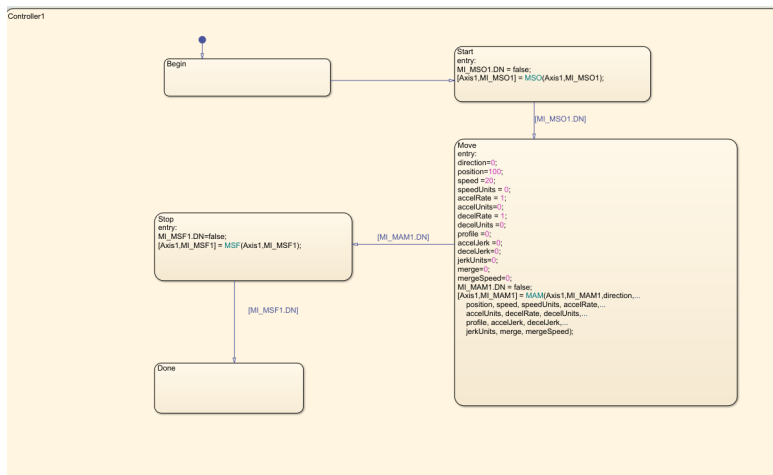 Controller1
Begin
Start
entry:
MI_MSO1.DN = false;
[Axis1,MI_MSO1] = MSO(Axis1,MI_MSO1);
[MI_MSO1.DN]
Move
entry:
direction=0;
position=100;
speed =20;
speedUnits = 0;
accelRate = 1;
accelUnits=0;
decelRate = 1;
decelUnits =0;
profile =0;
accelJerk =0;
decelJerk=0;
jerkUnits=0;
merge=0;
mergeSpeed=0;
MI_MAM1.DN = false;
[Axis1,MI_MAM1] = MAM(Axis1,MI_MAM1,direction,...
position, speed, speedUnits, accelRate,...
accelUnits, decelRate, decelUnits,...
profile, accelJerk, decelJerk,...
jerkUnits, merge, mergeSpeed);
[MI_MAM1.DN]
Stop
entry:
MI_MSF1.DN=false;
[Axis1,MI_MSF1] = MSF(Axis1,MI_MSF1);
[MI_MSF1.DN]
Done